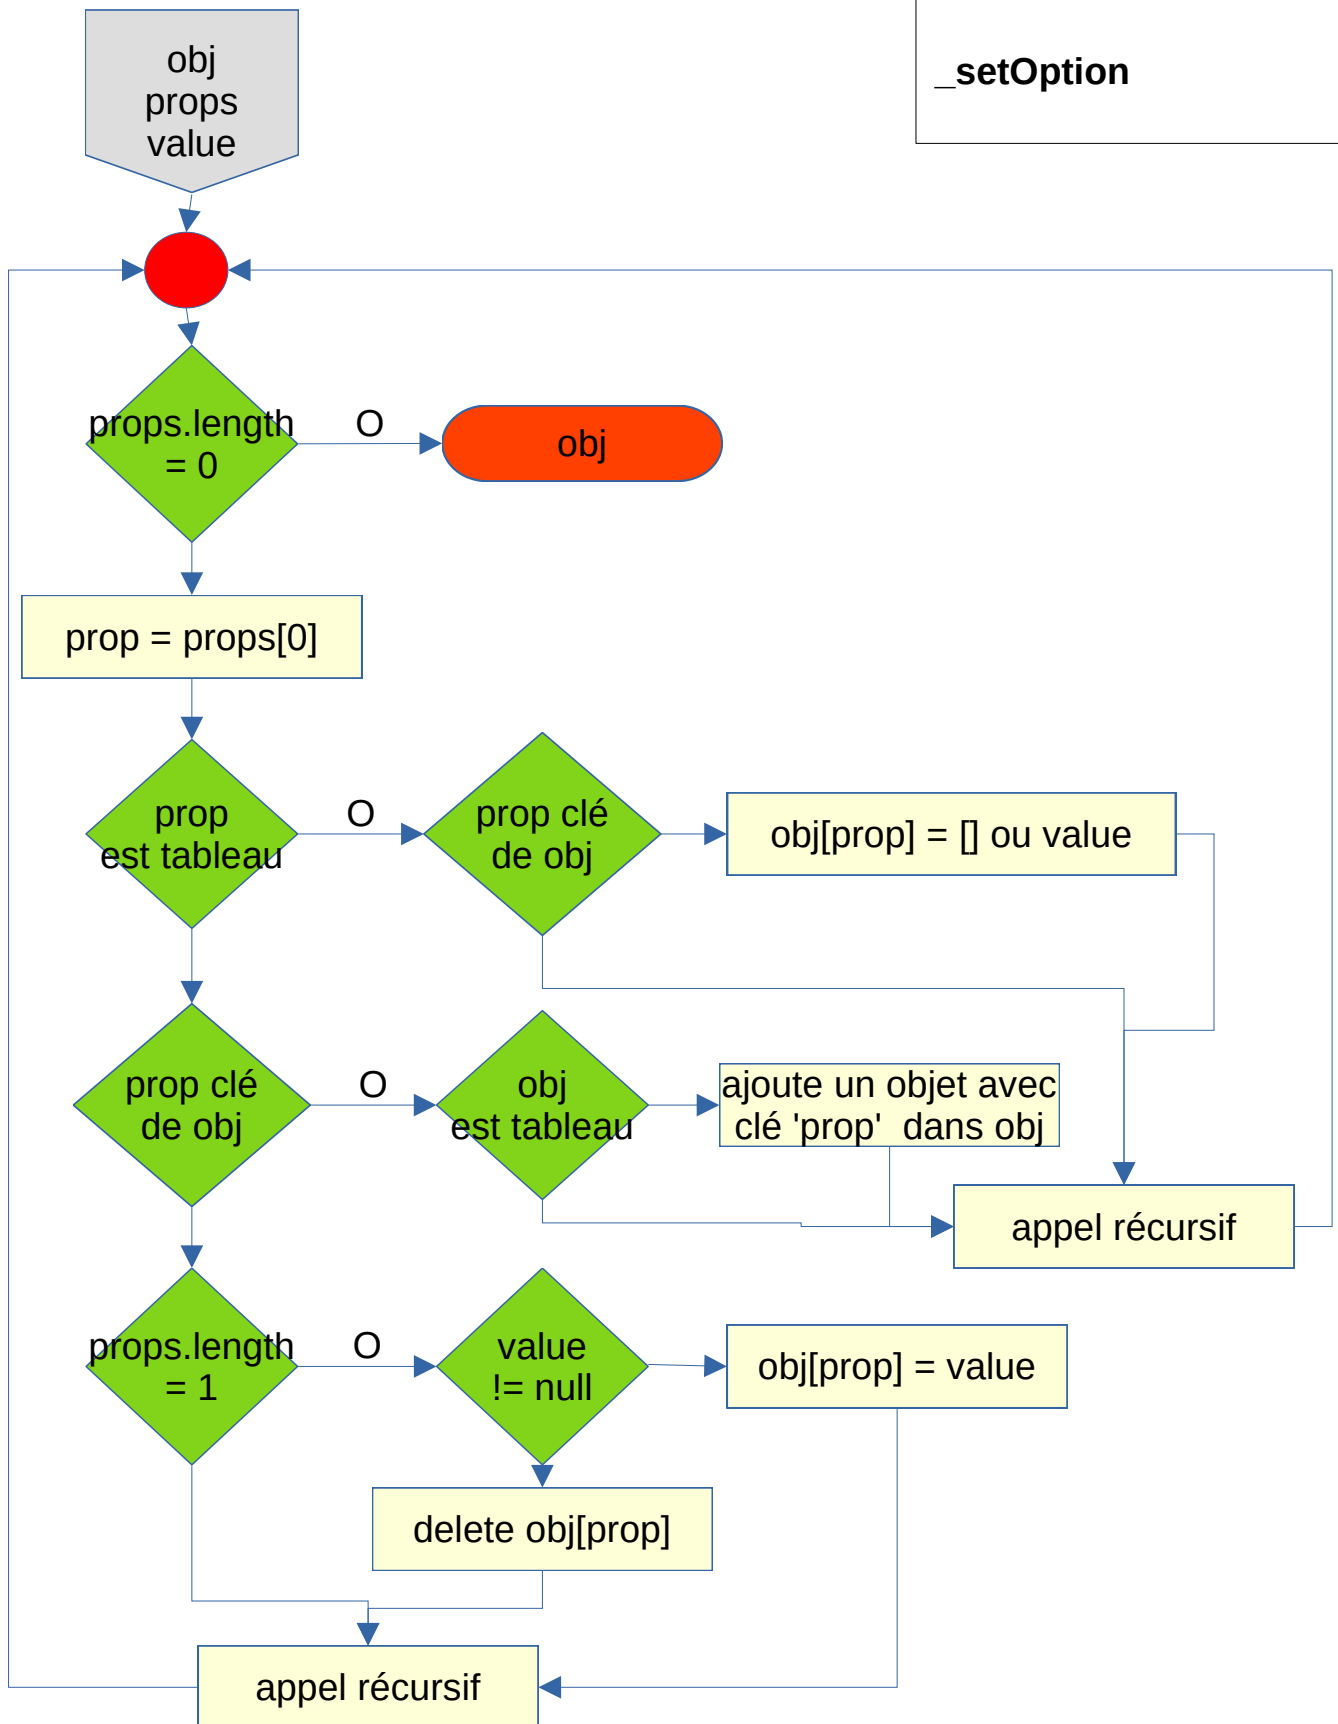 obj
props
value
_setOption
props.length
= 0
O
obj
prop = props[0]
prop
est tableau
O
prop clé
de obj
obj[prop] = [] ou value
prop clé
de obj
O
obj
est tableau
ajoute un objet avec
clé 'prop'  dans obj
appel récursif
props.length
= 1
O
value
!= null
obj[prop] = value
delete obj[prop]
appel récursif